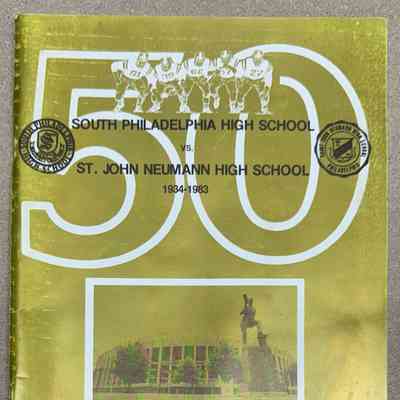 50
SOUTH PHILADELPHIA HIGH SCHOOL
VS.
ST. JOHN NEUMANN HIGH SCHOOL
1934-1983